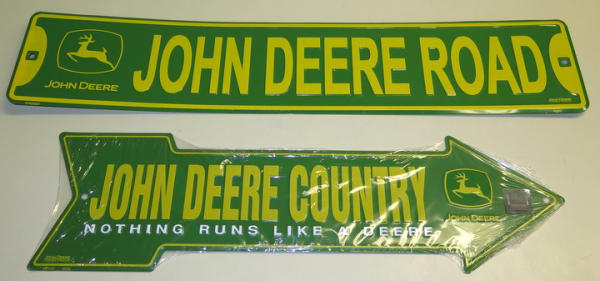 JOHN DEERE ROAD
JOHN DEERE
JOHN DEERE COUNTRY
NOTHING RUNS LIKE A DEERE
JOHN DEERE